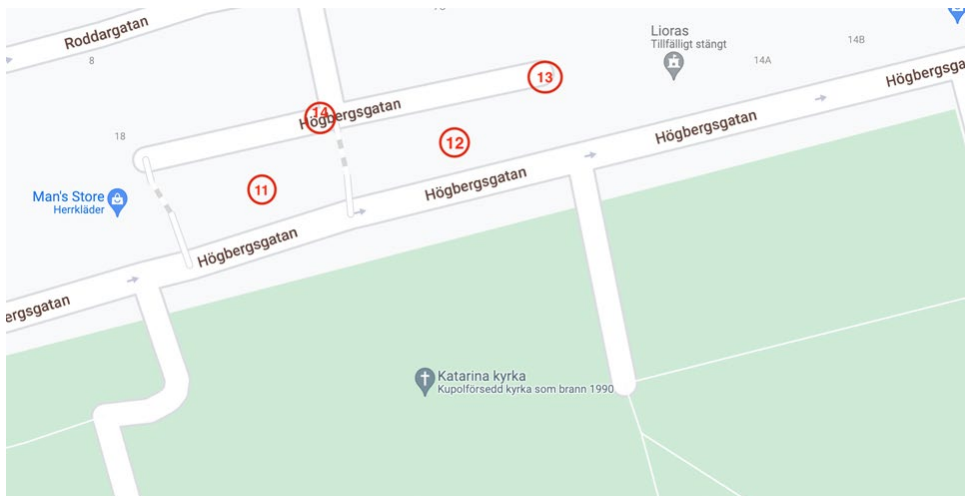 Roddargatan
8
Lioras
Tillfälligt stängt
14B
14A
13
14
Högbergsgatan
Högbergsga
18
12
Högbergsgatan
11
Högbergsgatan
Man's Store
Herrkläder
Högbergsgatan
ergsgatan
Katarina kyrka
Kupolförsedd kyrka som brann 1990